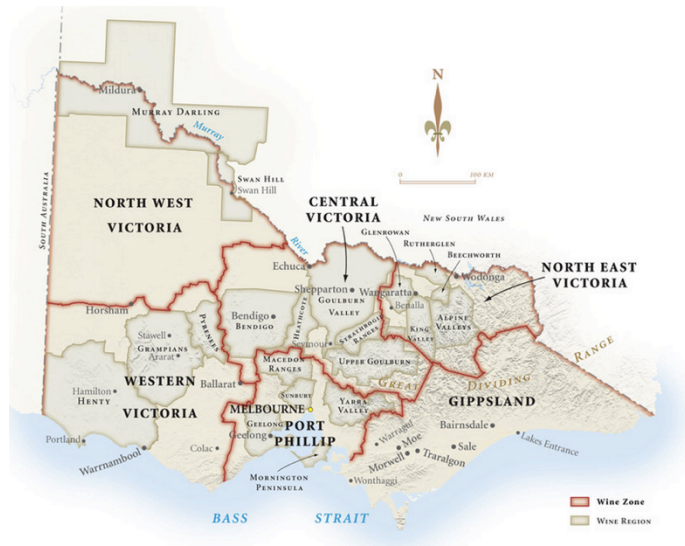 N
100 KM
0
Mildura
MURRAY DARLING
Murray
SWAN HILL
Swan Hill
SOUTH AUSTRALIA
NORTH WEST
VICTORIA
CENTRAL
VICTORIA
NEW SOUTH WALES
GLENROWAN
RUTHERGLEN
BEECHWORTH
River
Echuca
Wodonga
NORTH EAST
VICTORIA
Shepparton
Wangaratta
GOULBURN
VALLEY
Horsham
Benalla
HEATHCOTE
Bendigo
BENDIGO
ALPINE
VALLEYS
KING
VALLEY
STRATHBOGIE
RANGES
PYRENEES
Stawell
GRAMPIANS
Ararat
Seymour
MACEDON
RANGES
UPPER GOULBURN
GREAT
DIVIDING
RANGE
WESTERN
VICTORIA
Ballarat
Hamilton
HENTY
SUNBURY
MELBOURNE
YARRA
VALLEY
GIPPSLAND
GEELONG
Geelong
PORT
PHILLIP
Bairnsdale
Lakes Entrance
Warragul
Moe
Sale
Morwell
Traralgon
Portland
Warrnambool
Colac
MORNINGTON
PENINSULA
Wonthaggi
BASS
STRAIT
WINE ZONE
WINE REGION